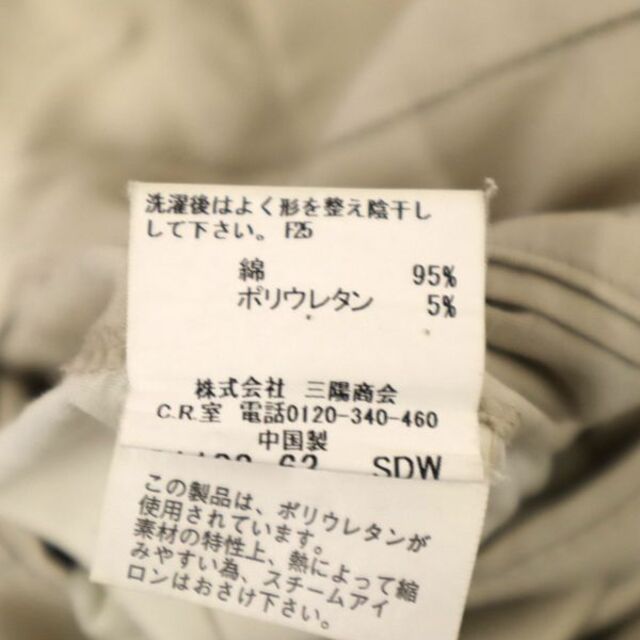 洗濯後はよく形を整え陰干し
して下さい。 F25
綿 95%
ポリウレタン 5%
株式会社 三陽商会
C.R.室 電話0120-340-460
中国製
62 SDW
この製品は、ポリウレタンが
使用されています。
素材の特性上、熱によって縮
みやすい為、スチームアイ
ロンはおさけ下さい。